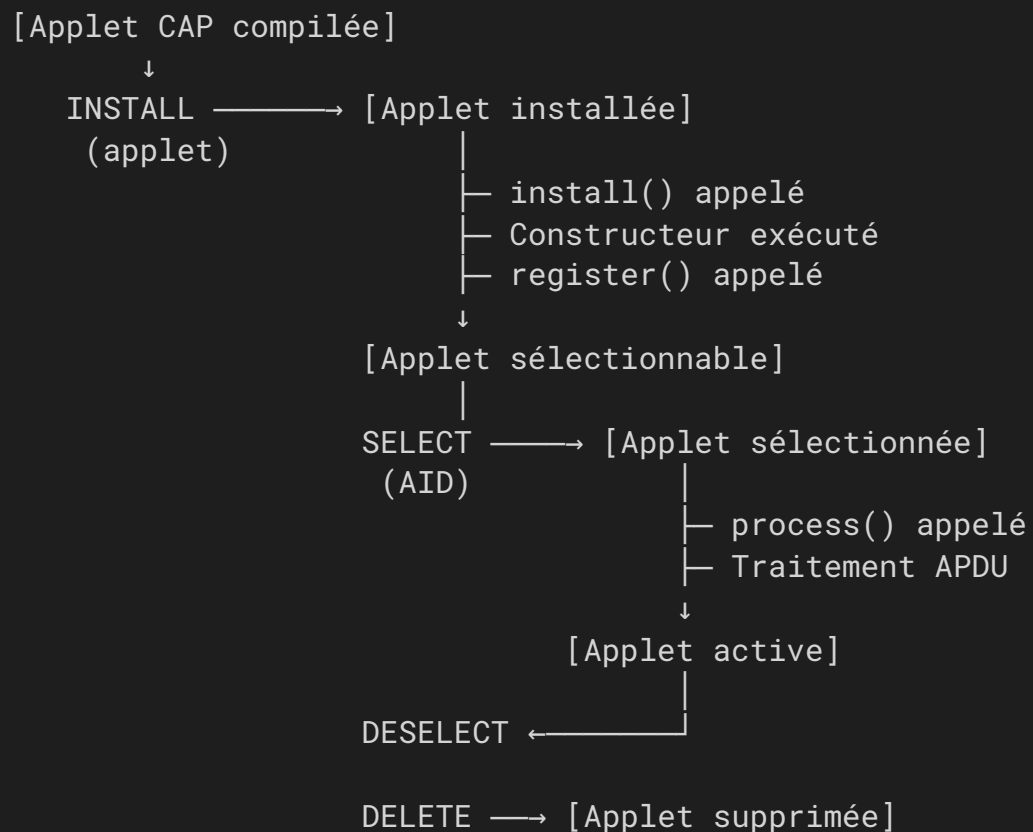 [Applet CAP compilée]
↓
INSTALL ──────→ [Applet installée]
(applet) │
├─ install() appelé
├─ Constructeur exécuté
├─ register() appelé
↓
[Applet sélectionnable]
│
SELECT ────→ [Applet sélectionnée]
(AID) │
├─ process() appelé
├─ Traitement APDU
↓
[Applet active]
│
DESELECT ←───────┘
DELETE ──→ [Applet supprimée]